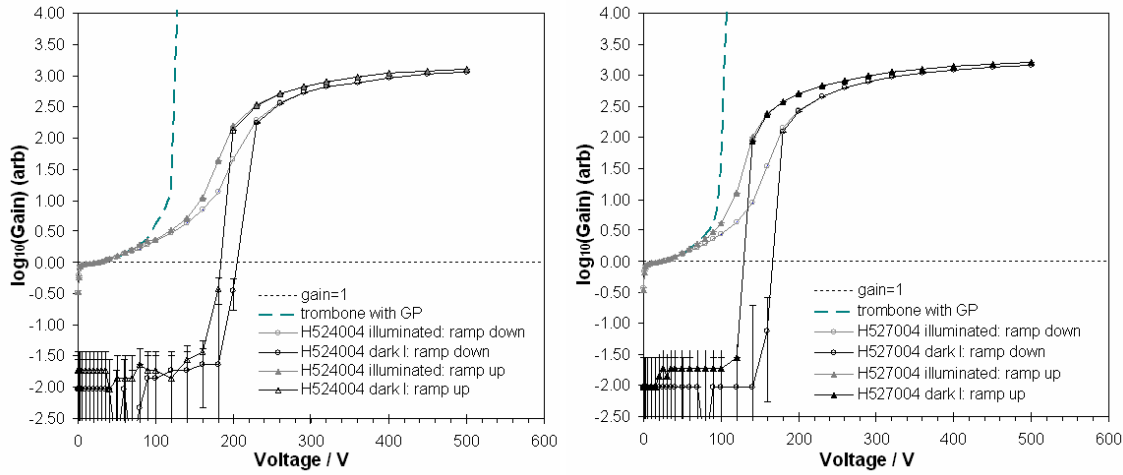 4.00
3.50
3.00
2.50
2.00
1.50
1.00
0.50
0.00
-0.50
-1.00
-1.50
-2.00
-2.50
log₁₀(Gain) (arb)
gain=1
trombone with GP
H524004 illuminated: ramp down
H524004 dark I: ramp down
H524004 illuminated: ramp up
H524004 dark I: ramp up
0 100 200 300 400 500 600
Voltage / V
4.00
3.50
3.00
2.50
2.00
1.50
1.00
0.50
0.00
-0.50
-1.00
-1.50
-2.00
-2.50
log₁₀(Gain) (arb)
gain=1
trombone with GP
H527004 illuminated: ramp down
H527004 dark I: ramp down
H527004 illuminated: ramp up
H527004 dark I: ramp up
0 100 200 300 400 500 600
Voltage / V